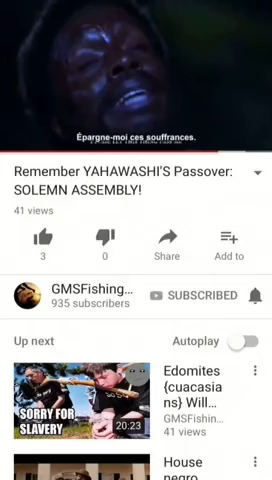 Épargne-moi ces souffrances.
Remember YAHAWASHI'S Passover:
SOLEMN ASSEMBLY!
41 views
3
0
Share
Add to
GMSFishing...
935 subscribers
SUBSCRIBED
Up next
Autoplay
SORRY FOR
SLAVERY
20:23
Edomites
{cuacasia
ns} Will...
GMSFishin...
41 views
House
negro